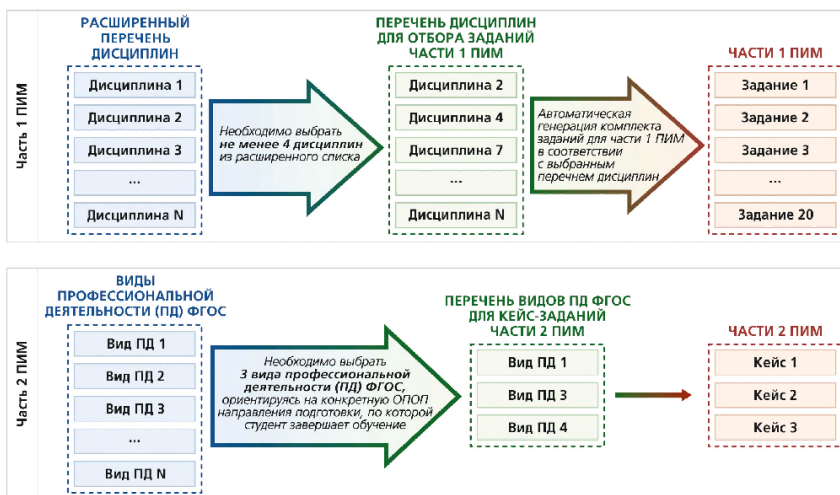 Часть 1 ПИМ
РАСШИРЕННЫЙ
ПЕРЕЧЕНЬ
ДИСЦИПЛИН
Дисциплина 1
Дисциплина 2
Дисциплина 3
...
Дисциплина N
Необходимо выбрать
не менее 4 дисциплин
из расширенного списка
ПЕРЕЧЕНЬ ДИСЦИПЛИН
ДЛЯ ОТБОРА ЗАДАНИЙ
ЧАСТИ 1 ПИМ
Дисциплина 2
Дисциплина 4
Дисциплина 7
...
Дисциплина N
Автоматическая
генерация комплекта
заданий для части 1 ПИМ
в соответствии
с выбранным
перечнем дисциплин
ЧАСТИ 1 ПИМ
Задание 1
Задание 2
Задание 3
...
Задание 20
Часть 2 ПИМ
ВИДЫ
ПРОФЕССИОНАЛЬНОЙ
ДЕЯТЕЛЬНОСТИ (ПД) ФГОС
Вид ПД 1
Вид ПД 2
Вид ПД 3
...
Вид ПД N
Необходимо выбрать
3 вида профессиональной
деятельности (ПД) ФГОС,
ориентируясь на конкретную ОПОП
направления подготовки, по которой
студент завершает обучение
ПЕРЕЧЕНЬ ВИДОВ ПД ФГОС
ДЛЯ КЕЙС-ЗАДАНИЙ
ЧАСТИ 2 ПИМ
Вид ПД 1
Вид ПД 3
Вид ПД 4
ЧАСТИ 2 ПИМ
Кейс 1
Кейс 2
Кейс 3